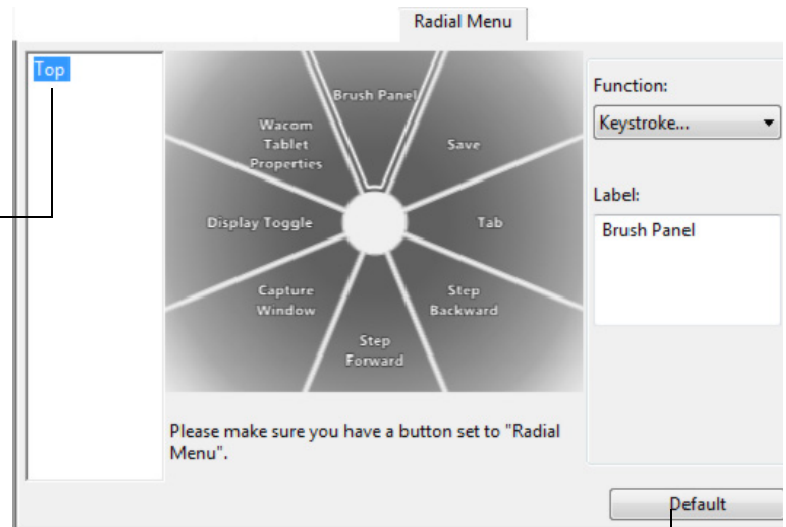 Radial Menu
Top
Brush Panel
Wacom
Tablet
Properties
Save
Display Toggle
Tab
Capture
Window
Step
Backward
Step
Forward
Please make sure you have a button set to "Radial
Menu".
Function:
Keystroke...
Label:
Brush Panel
Default